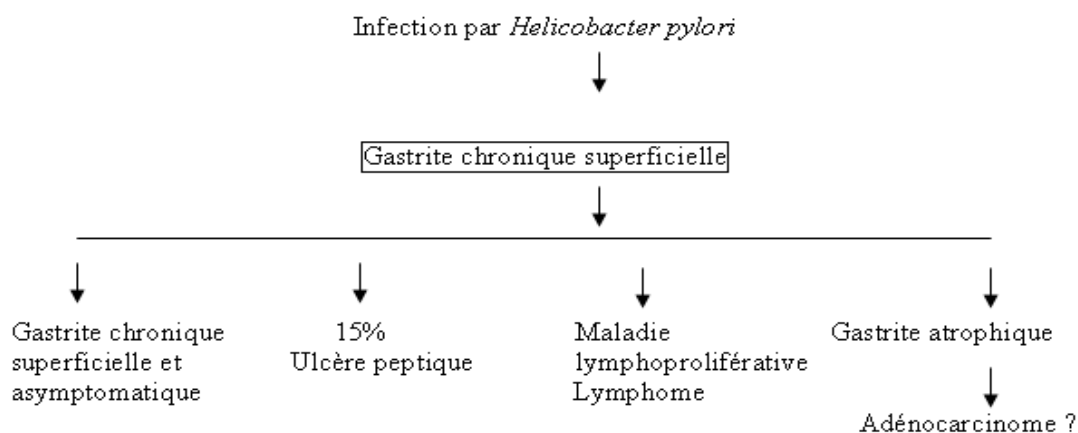 Infection par Helicobacter pylori
Gastrite chronique superficielle
Gastrite chronique
superficielle et
asymptomatique
15%
Ulcère peptique
Maladie
lymphoproliférative
Lymphome
Gastrite atrophique
Adénocarcinome ?